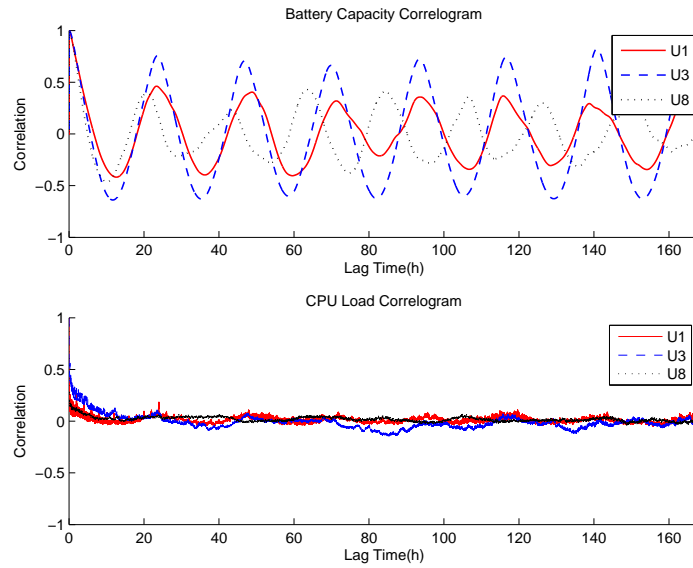 Battery Capacity Correlogram
1
0.5
0
−0.5
−1
Correlation
0 20 40 60 80 100 120 140 160
Lag Time(h)
U1
U3
U8
CPU Load Correlogram
1
0.5
0
−0.5
−1
Correlation
0 20 40 60 80 100 120 140 160
Lag Time(h)
U1
U3
U8